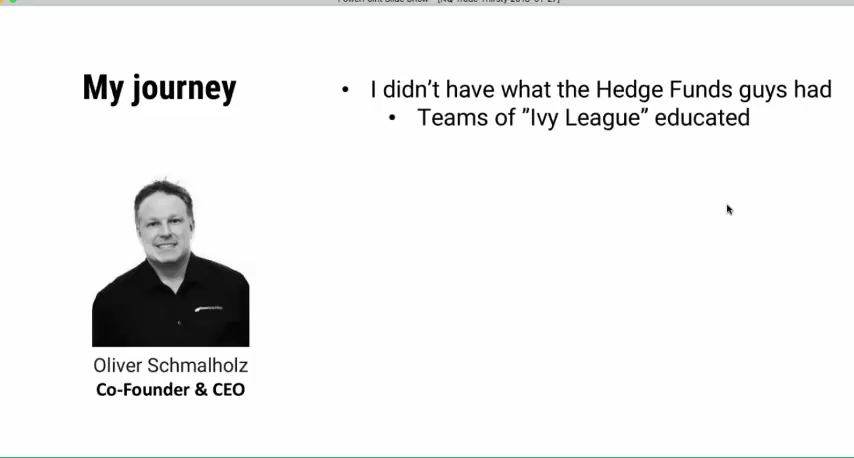 My journey
• I didn’t have what the Hedge Funds guys had
• Teams of ”Ivy League” educated
Oliver Schmalholz
Co-Founder & CEO